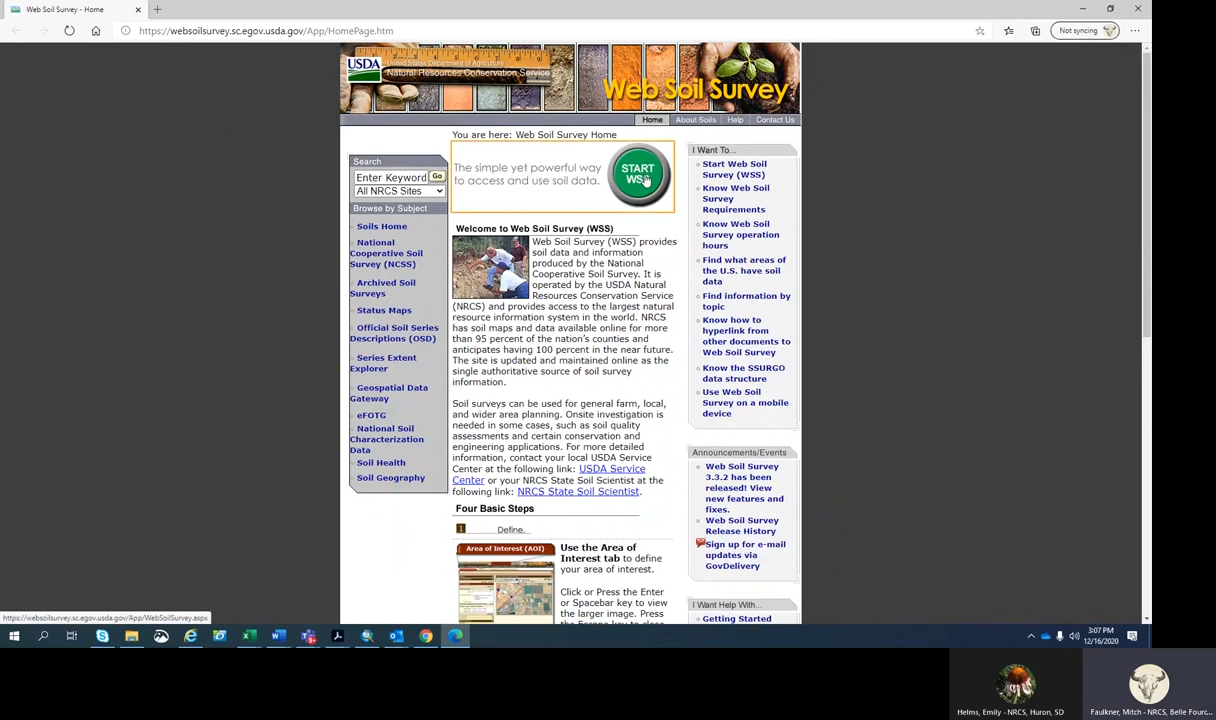 Web Soil Survey - Home
https://websoilsurvey.sc.egov.usda.gov/App/HomePage.htm
Not syncing
USDA
United States Department of Agriculture
Natural Resources Conservation Service
Web Soil Survey
Home About Soils Help Contact Us
You are here: Web Soil Survey Home
Search
Enter Keyword Go
All NRCS Sites
Browse by Subject
Soils Home
National
Cooperative Soil
Survey (NCSS)
Archived Soil
Surveys
Status Maps
Official Soil Series
Descriptions (OSD)
Series Extent
Explorer
Geospatial Data
Gateway
eFOTG
National Soil
Characterization
Data
Soil Health
Soil Geography
The simple yet powerful way
to access and use soil data.
START
WSS
Welcome to Web Soil Survey (WSS)
Web Soil Survey (WSS) provides
soil data and information
produced by the National
Cooperative Soil Survey. It is
operated by the USDA Natural
Resources Conservation Service
(NRCS) and provides access to the largest natural
resource information system in the world. NRCS
has soil maps and data available online for more
than 95 percent of the nation's counties and
anticipates having 100 percent in the near future.
The site is updated and maintained online as the
single authoritative source of soil survey
information.
Soil surveys can be used for general farm, local,
and wider area planning. Onsite investigation is
needed in some cases, such as soil quality
assessments and certain conservation and
engineering applications. For more detailed
information, contact your local USDA Service
Center at the following link: USDA Service
Center or your NRCS State Soil Scientist at the
following link: NRCS State Soil Scientist.
Four Basic Steps
1 Define.
Area of Interest (AOI)
Use the Area of
Interest tab to define
your area of interest.
Click or Press the Enter
or Spacebar key to view
the larger image. Press
the Escape key to close
I Want To...
Start Web Soil
Survey (WSS)
Know Web Soil
Survey
Requirements
Know Web Soil
Survey operation
hours
Find what areas of
the U.S. have soil
data
Find information by
topic
Know how to
hyperlink from
other documents to
Web Soil Survey
Know the SSURGO
data structure
Use Web Soil
Survey on a mobile
device
Announcements/Events
Web Soil Survey
3.3.2 has been
released! View
new features and
fixes.
Web Soil Survey
Release History
Sign up for e-mail
updates via
GovDelivery
I Want Help With...
Getting Started
https://websoilsurvey.sc.egov.usda.gov/App/WebSoilSurvey.aspx
3:07 PM
12/16/2020
Helms, Emily - NRCS, Huron, SD
Faulkner, Mitch - NRCS, Belle Fourc...